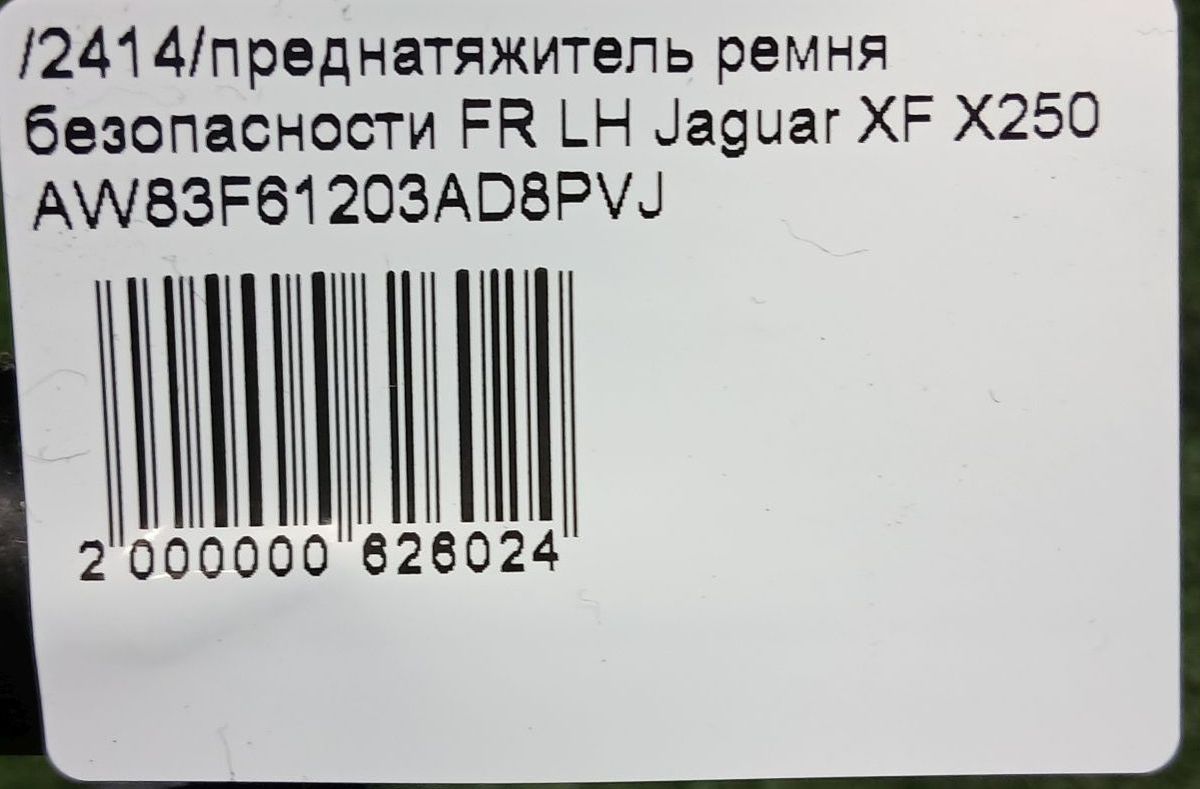 /2414/преднатяжитель ремня
безопасности FR LH Jaguar XF X250
AW83F61203AD8PVJ
2 000000 626024